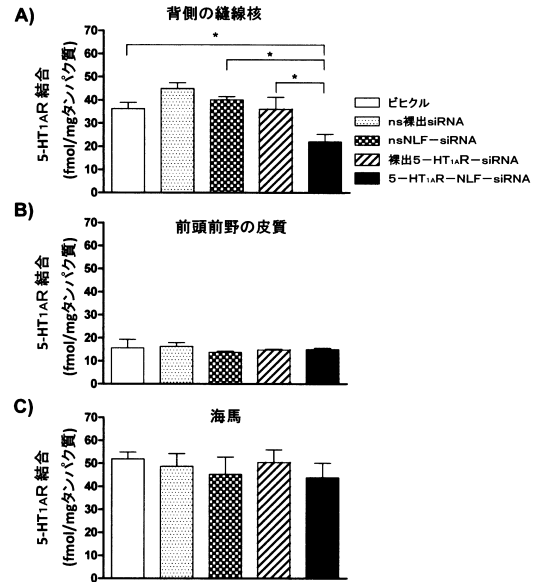 A)
背側の縫線核
5-HT1AR 結合
(fmol/mgタンパク質)
70
60
50
40
30
20
10
0
*
*
*
ビヒクル
ns裸出siRNA
nsNLF-siRNA
裸出5-HT1AR-siRNA
5-HT1AR-NLF-siRNA
B)
前頭前野の皮質
5-HT1AR 結合
(fmol/mgタンパク質)
70
60
50
40
30
20
10
0
C)
海馬
5-HT1AR 結合
(fmol/mgタンパク質)
70
60
50
40
30
20
10
0